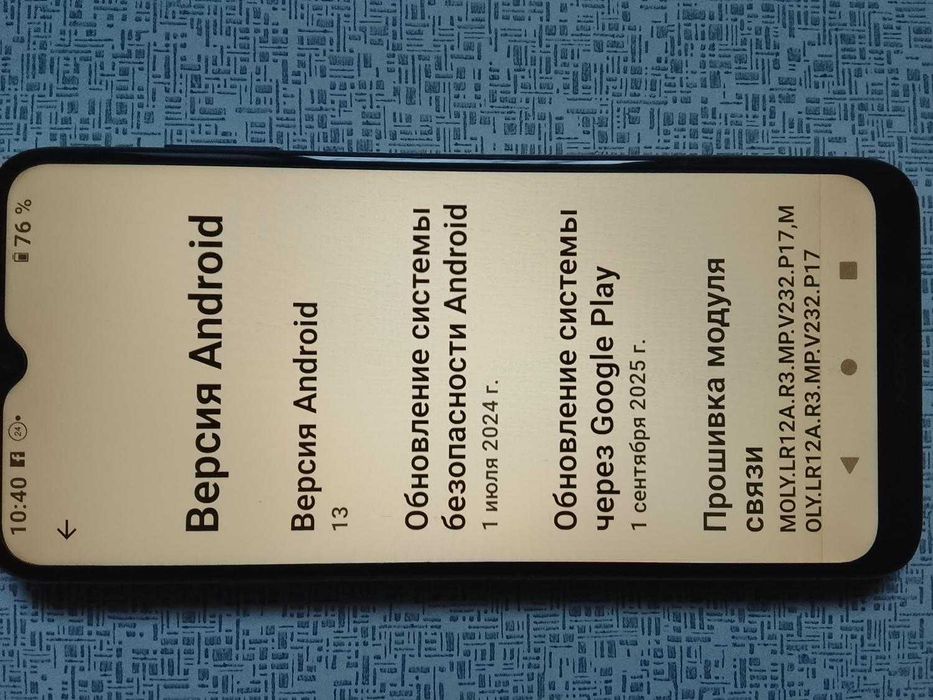 10:40 24 76 %
Версия Android
Версия Android
13
Обновление системы
безопасности Android
1 июля 2024 г.
Обновление системы
через Google Play
1 сентября 2025 г.
Прошивка модуля
связи
MOLY.LR12A.R3.MP.V232.P17,M
OLY.LR12A.R3.MP.V232.P17